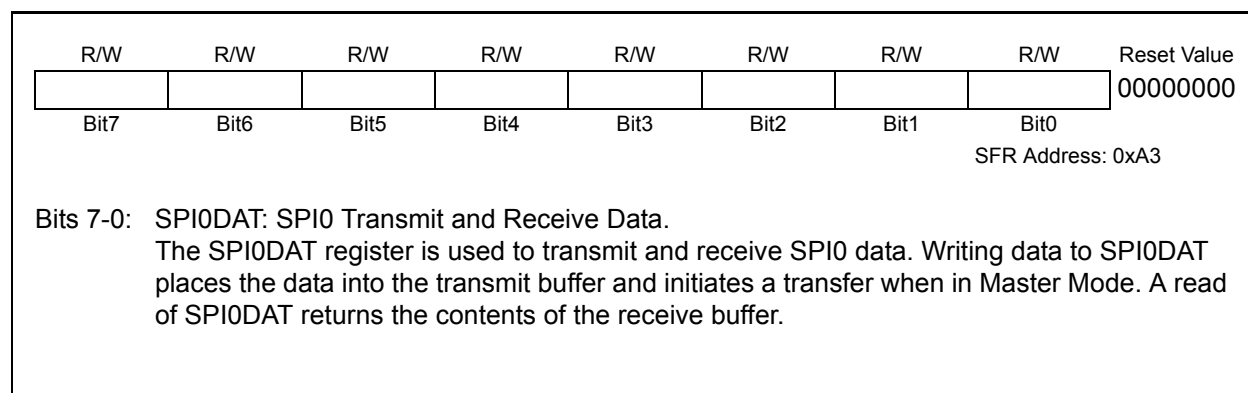 R/W R/W R/W R/W R/W R/W R/W R/W Reset Value
00000000
Bit7 Bit6 Bit5 Bit4 Bit3 Bit2 Bit1 Bit0
SFR Address: 0xA3
Bits 7-0: SPI0DAT: SPI0 Transmit and Receive Data.
The SPI0DAT register is used to transmit and receive SPI0 data. Writing data to SPI0DAT
places the data into the transmit buffer and initiates a transfer when in Master Mode. A read
of SPI0DAT returns the contents of the receive buffer.